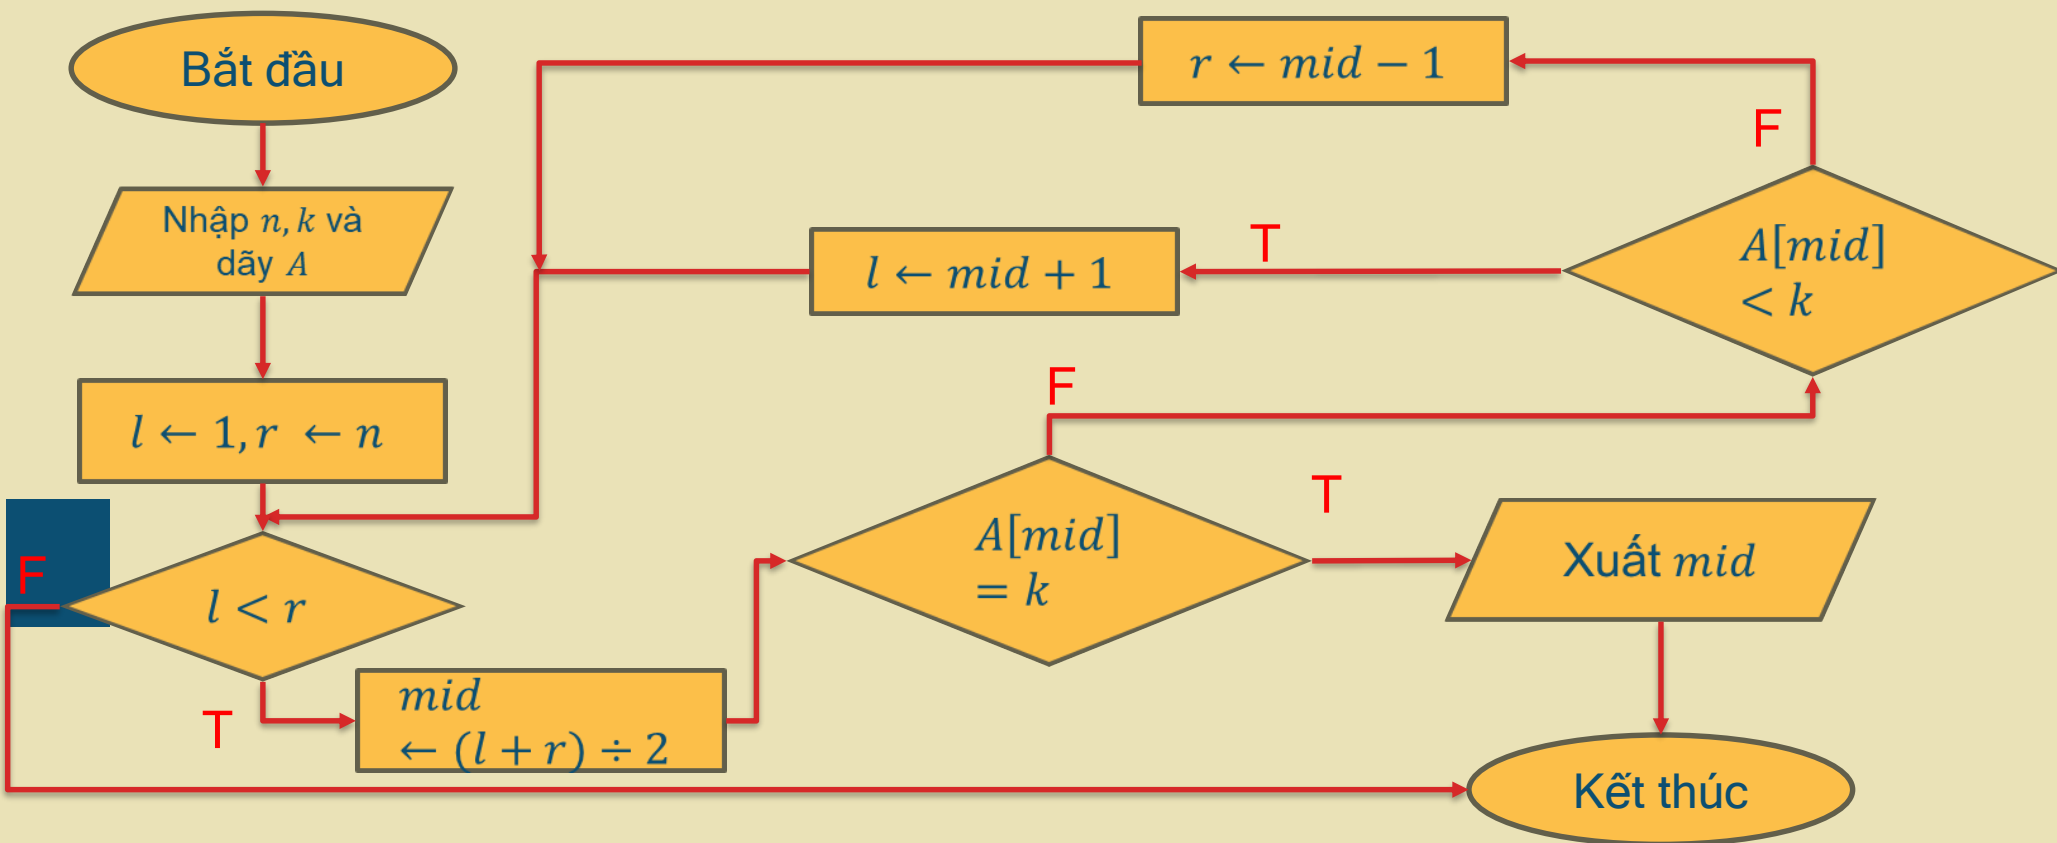 Bắt đầu
Nhập n, k và
dãy A
l ← 1, r ← n
F
l < r
T
mid
← (l + r) ÷ 2
A[mid]
= k
F
T
Xuất mid
A[mid]
< k
T
l ← mid + 1
F
r ← mid − 1
Kết thúc